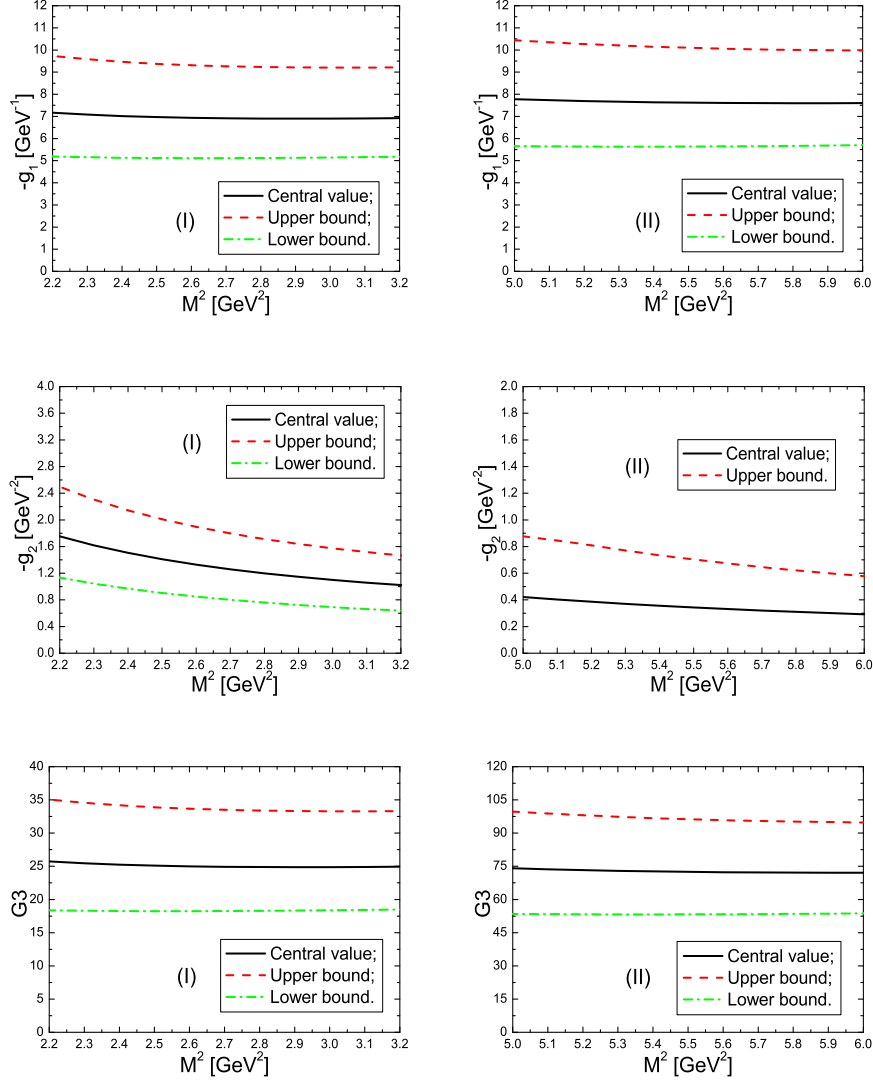 12
11
10
9
8
7
6
5
4
3
2
1
0
-g₁ [GeV⁻¹]
(I)
Central value;
Upper bound;
Lower bound.
2.2 2.3 2.4 2.5 2.6 2.7 2.8 2.9 3.0 3.1 3.2
M² [GeV²]
12
11
10
9
8
7
6
5
4
3
2
1
0
-g₁ [GeV⁻¹]
(II)
Central value;
Upper bound;
Lower bound.
5.0 5.1 5.2 5.3 5.4 5.5 5.6 5.7 5.8 5.9 6.0
M² [GeV²]
4.0
3.6
3.2
2.8
2.4
2.0
1.6
1.2
0.8
0.4
0.0
-g₂ [GeV⁻²]
(I)
Central value;
Upper bound;
Lower bound.
2.2 2.3 2.4 2.5 2.6 2.7 2.8 2.9 3.0 3.1 3.2
M² [GeV²]
2.0
1.8
1.6
1.4
1.2
1.0
0.8
0.6
0.4
0.2
0.0
-g₂ [GeV⁻²]
(II)
Central value;
Upper bound.
5.0 5.1 5.2 5.3 5.4 5.5 5.6 5.7 5.8 5.9 6.0
M² [GeV²]
40
35
30
25
20
15
10
5
0
G3
(I)
Central value;
Upper bound;
Lower bound.
2.2 2.3 2.4 2.5 2.6 2.7 2.8 2.9 3.0 3.1 3.2
M² [GeV²]
120
105
90
75
60
45
30
15
0
G3
(II)
Central value;
Upper bound;
Lower bound.
5.0 5.1 5.2 5.3 5.4 5.5 5.6 5.7 5.8 5.9 6.0
M² [GeV²]